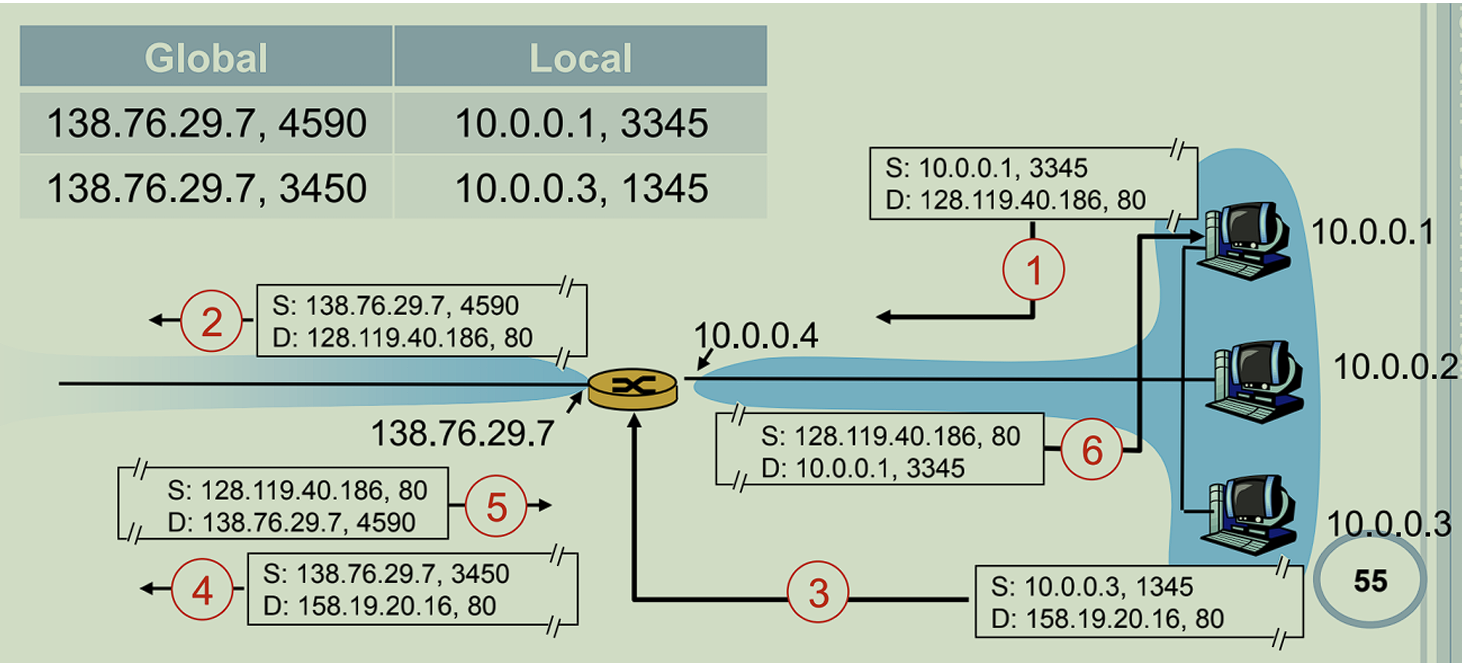 Global Local
138.76.29.7, 4590 10.0.0.1, 3345
138.76.29.7, 3450 10.0.0.3, 1345
S: 10.0.0.1, 3345
D: 128.119.40.186, 80
1
10.0.0.1
S: 138.76.29.7, 4590
D: 128.119.40.186, 80
2
10.0.0.4
10.0.0.2
138.76.29.7
S: 128.119.40.186, 80
D: 10.0.0.1, 3345
6
S: 128.119.40.186, 80
D: 138.76.29.7, 4590
5
10.0.0.3
4
S: 138.76.29.7, 3450
D: 158.19.20.16, 80
3
S: 10.0.0.3, 1345
D: 158.19.20.16, 80
55